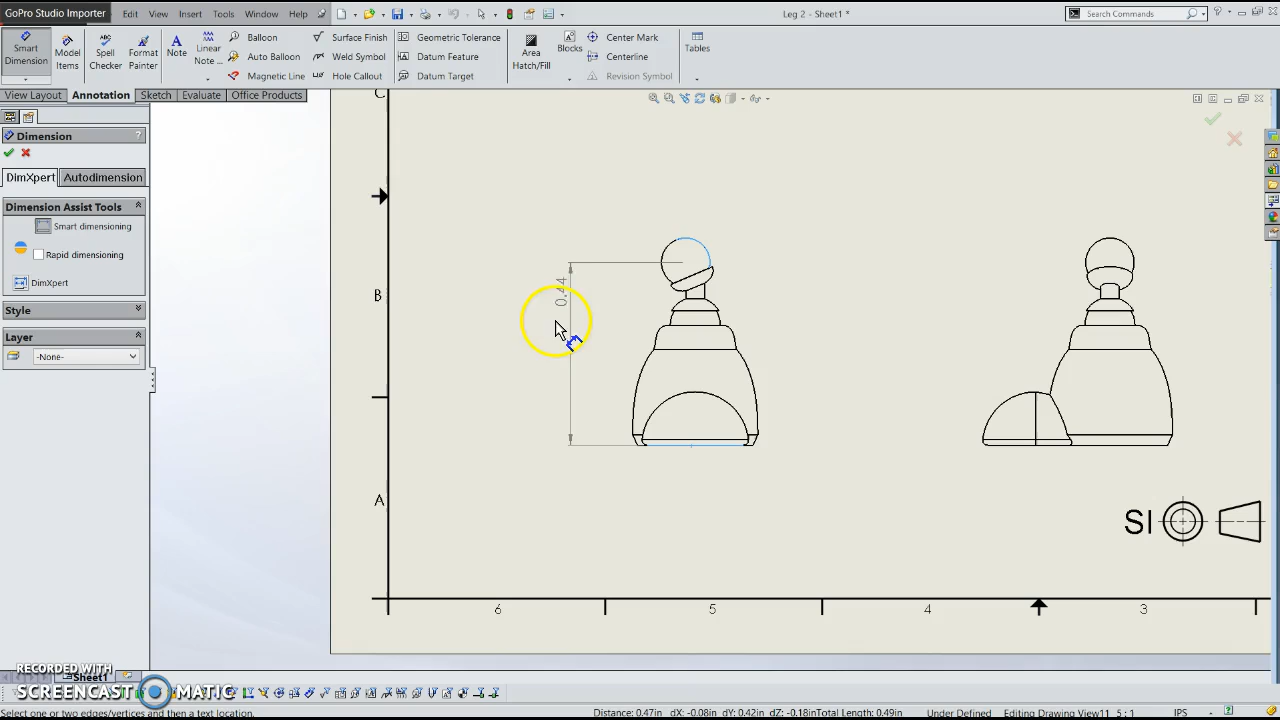 GoPro Studio Importer
Edit View Insert Tools Window Help
Leg 2 - Sheet1 *
Search Commands
Smart Dimension
Model Items
Spell Checker
Format Painter
Note
Linear Note ...
Balloon
Auto Balloon
Magnetic Line
Surface Finish
Weld Symbol
Hole Callout
Geometric Tolerance
Datum Feature
Datum Target
Area Hatch/Fill
Blocks
Center Mark
Centerline
Revision Symbol
Tables
View Layout Annotation Sketch Evaluate Office Products
Dimension
?
DimXpert Autodimension
Dimension Assist Tools
Smart dimensioning
Rapid dimensioning
DimXpert
Style
Layer
-None-
C
B
A
0.44
SI
6 5 4 3
RECORDED WITH
SCREENCAST MATIC
Sheet1
Select one or two edges/vertices and then a text location.
Distance: 0.47in dX: -0.08in dY: 0.42in dZ: -0.18inTotal Length: 0.49in
Under Defined
Editing Drawing View11
5 : 1
IPS